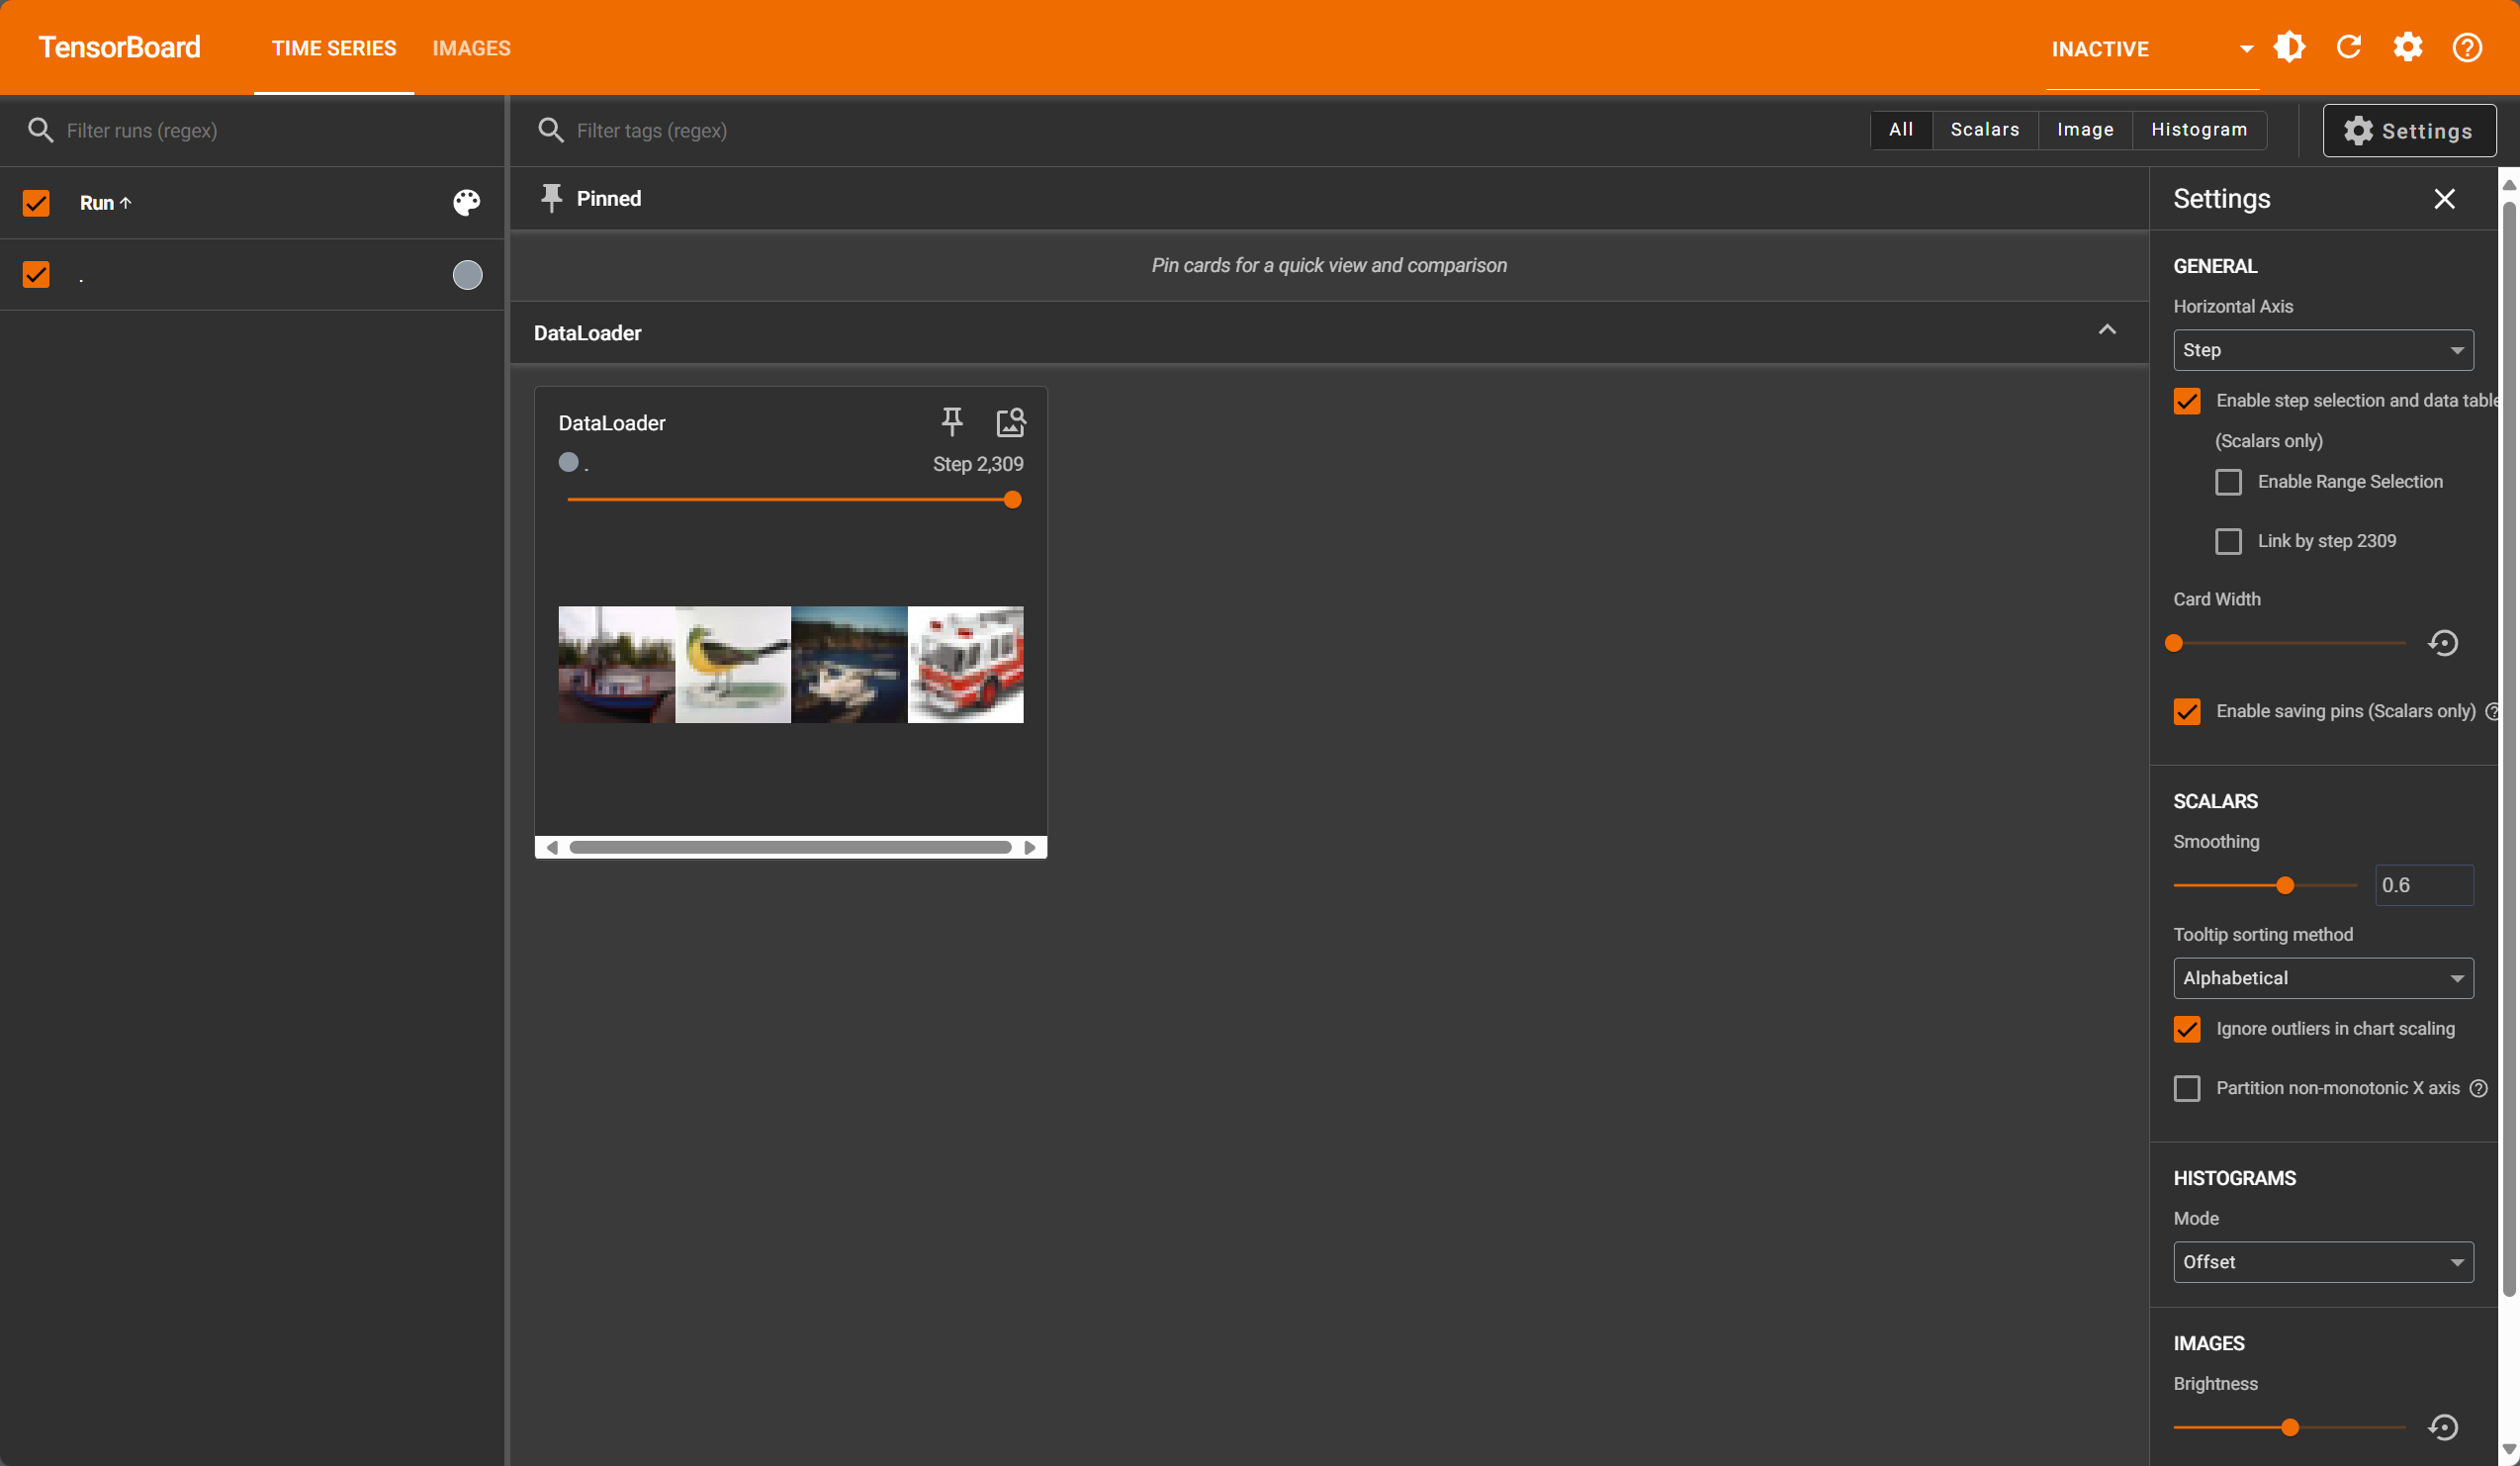 TensorBoard
TIME SERIES
IMAGES
INACTIVE
Filter runs (regex)
Filter tags (regex)
All
Scalars
Image
Histogram
Settings
Run
.
Pinned
Pin cards for a quick view and comparison
DataLoader
DataLoader
.
Step 2,309
Settings
GENERAL
Horizontal Axis
Step
Enable step selection and data table
(Scalars only)
Enable Range Selection
Link by step 2309
Card Width
Enable saving pins (Scalars only)
SCALARS
Smoothing
0.6
Tooltip sorting method
Alphabetical
Ignore outliers in chart scaling
Partition non-monotonic X axis
HISTOGRAMS
Mode
Offset
IMAGES
Brightness